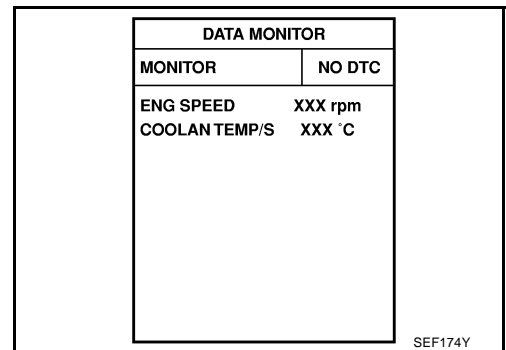 DATA MONITOR
MONITOR NO DTC
ENG SPEED XXX rpm
COOLAN TEMP/S XXX °C
SEF174Y